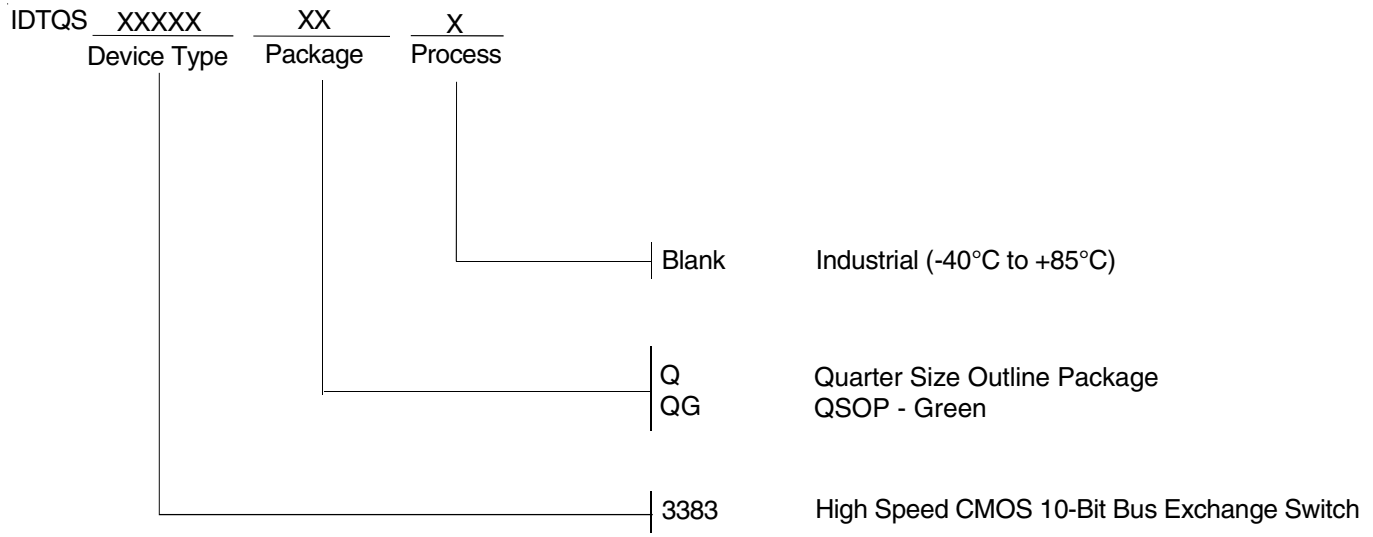 IDTQS XXXXX XX X
Device Type Package Process
Blank Industrial (-40°C to +85°C)
Q Quarter Size Outline Package
QG QSOP - Green
3383 High Speed CMOS 10-Bit Bus Exchange Switch